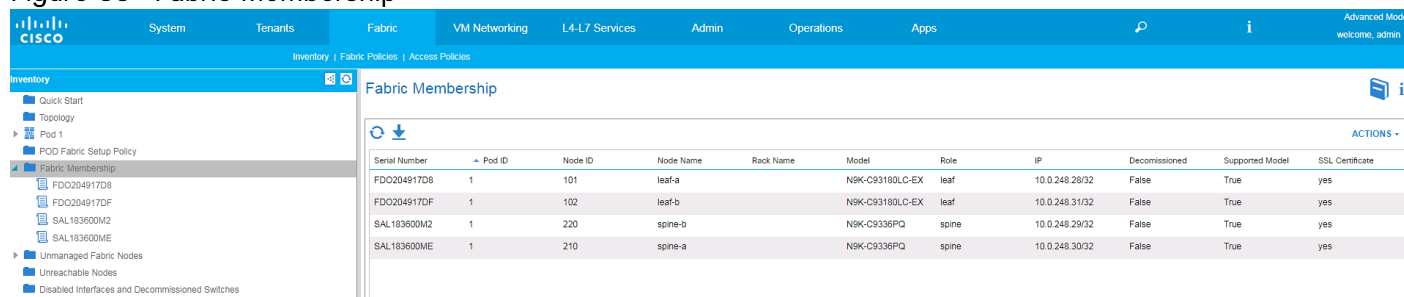 Figure 58 Fabric Membership
CISCO System Tenants Fabric VM Networking L4-L7 Services Admin Operations Apps i Advanced Mode
welcome, admin
Inventory | Fabric Policies | Access Policies
Inventory
Quick Start
Topology
Pod 1
POD Fabric Setup Policy
Fabric Membership
FDO204917D8
FDO204917DF
SAL183600M2
SAL183600ME
Unmanaged Fabric Nodes
Unreachable Nodes
Disabled Interfaces and Decommissioned Switches
Fabric Membership i
ACTIONS
Serial Number Pod ID Node ID Node Name Rack Name Model Role IP Decomissioned Supported Model SSL Certificate
FDO204917D8 1 101 leaf-a N9K-C93180LC-EX leaf 10.0.248.28/32 False True yes
FDO204917DF 1 102 leaf-b N9K-C93180LC-EX leaf 10.0.248.31/32 False True yes
SAL183600M2 1 220 spine-b N9K-C9336PQ spine 10.0.248.29/32 False True yes
SAL183600ME 1 210 spine-a N9K-C9336PQ spine 10.0.248.30/32 False True yes